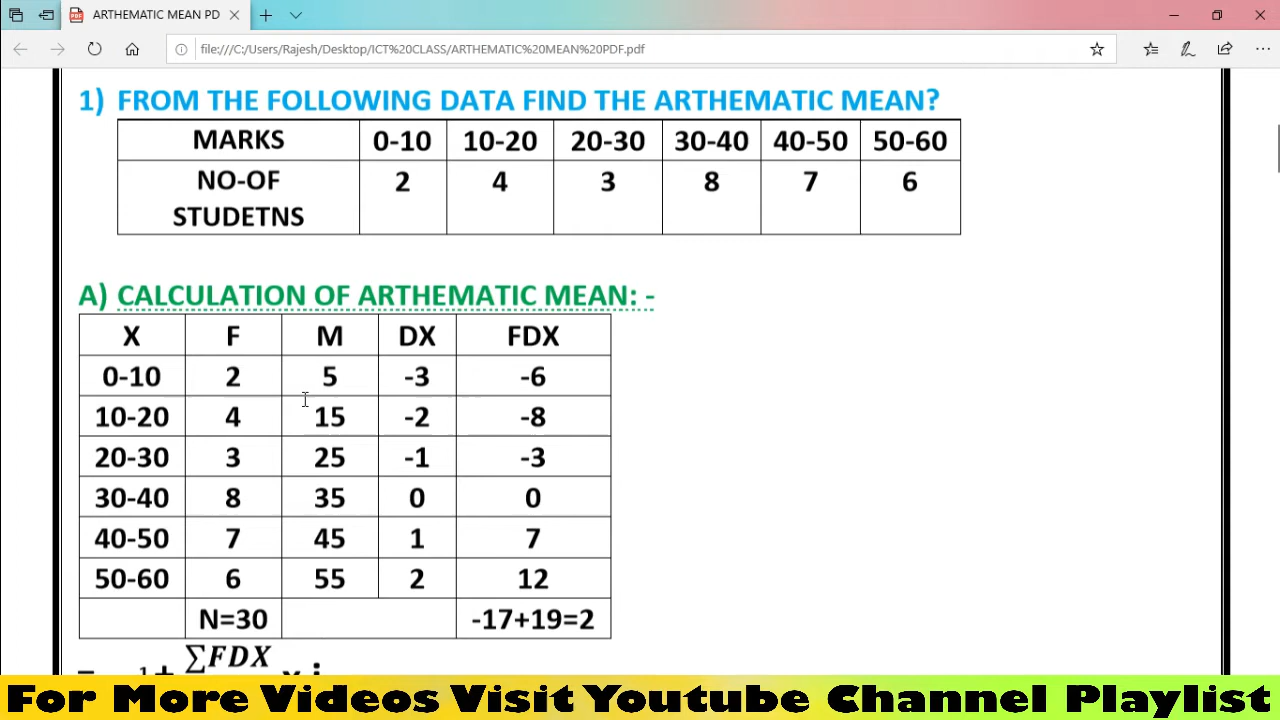 ARTHEMATIC MEAN PD
file:///C:/Users/Rajesh/Desktop/ICT%20CLASS/ARTHEMATIC%20MEAN%20PDF.pdf
1) FROM THE FOLLOWING DATA FIND THE ARTHEMATIC MEAN?
MARKS 0-10 10-20 20-30 30-40 40-50 50-60
NO-OF 2 4 3 8 7 6
STUDETNS
A) CALCULATION OF ARTHEMATIC MEAN: -
X F M DX FDX
0-10 2 5 -3 -6
10-20 4 15 -2 -8
20-30 3 25 -1 -3
30-40 8 35 0 0
40-50 7 45 1 7
50-60 6 55 2 12
N=30 -17+19=2
∑FDX
For More Videos Visit Youtube Channel Playlist